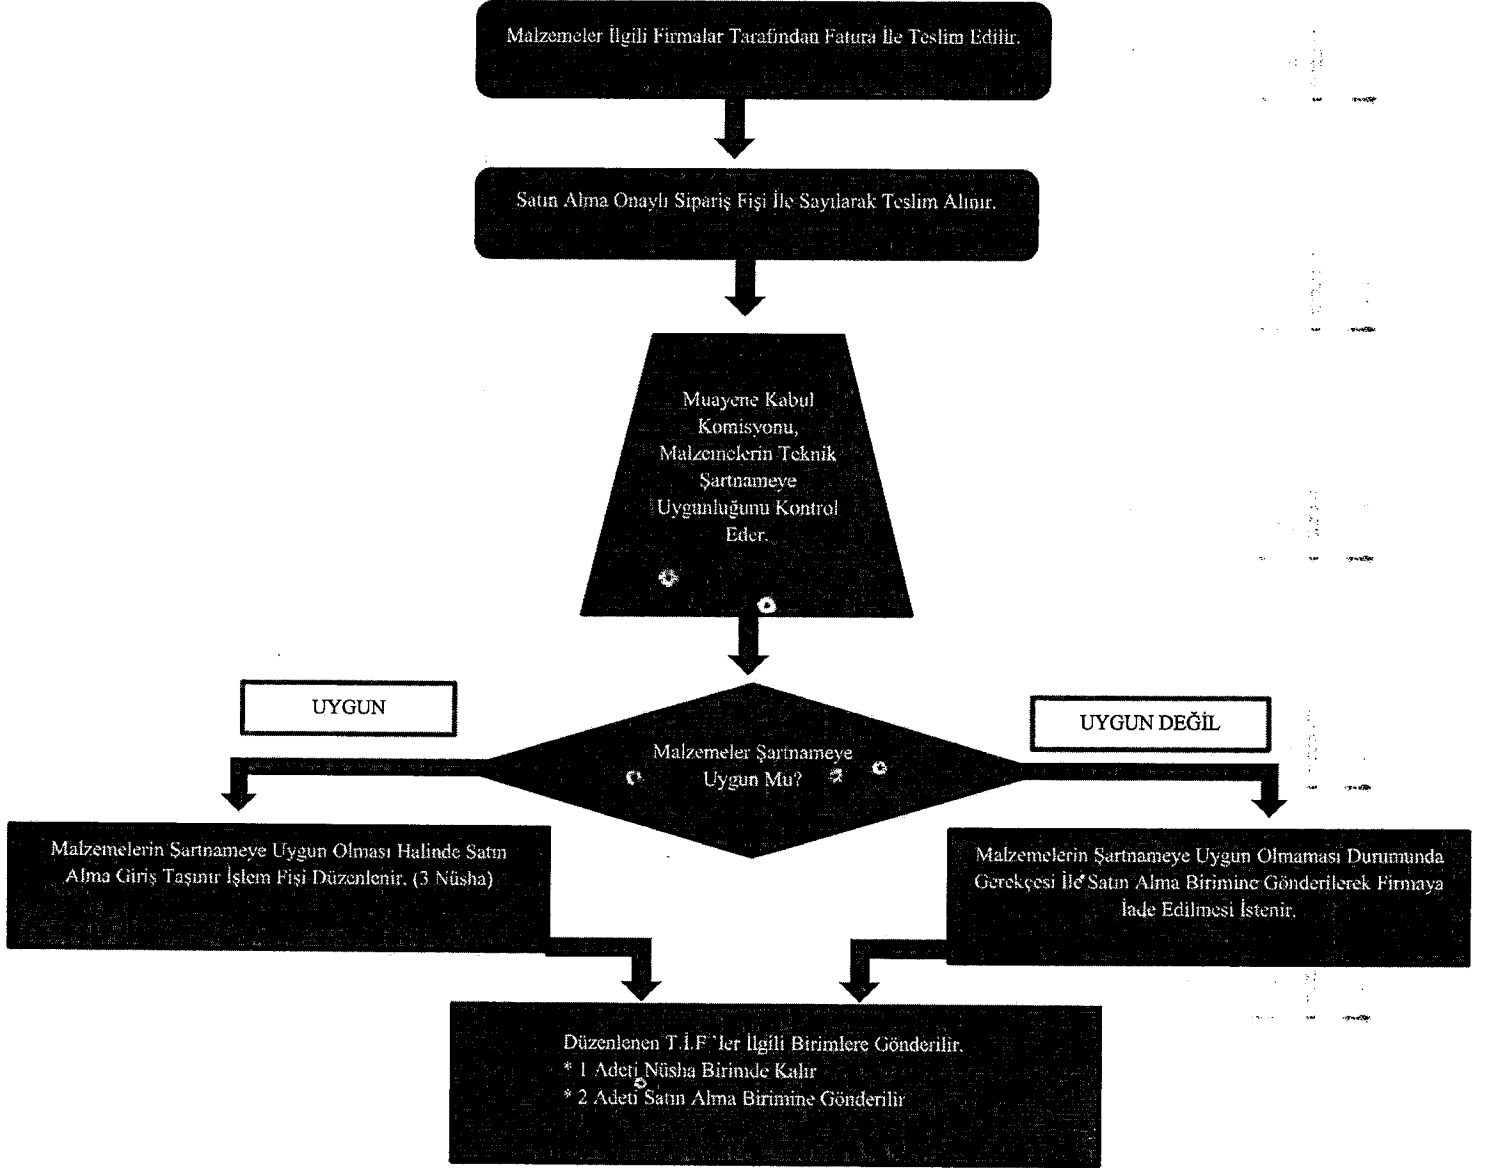 Malzemeler İlgili Firmalar Tarafından Fatura İle Teslim Edilir.
Satın Alma Onaylı Sipariş Fişi İle Sayılarak Teslim Alınır.
Muayene Kabul
Komisyonu,
Malzemelerin Teknik
Şartnameye
Uygunluğunu Kontrol
Eder.
UYGUN
UYGUN DEĞİL
Malzemeler Şartnameye
Uygun Mu?
Malzemelerin Şartnameye Uygun Olması Halinde Satın
Alma Giriş Taşınır İşlem Fişi Düzenlenir. (3 Nüsha)
Malzemelerin Şartnameye Uygun Olmaması Durumunda
Gerekçesi İle Satın Alma Birimine Gönderilerek Firmaya
İade Edilmesi İstenir.
Düzenlenen T.İ.F 'ler İlgili Birimlere Gönderilir.
* 1 Adeti Nüsha Birimde Kalır
* 2 Adeti Satın Alma Birimine Gönderilir